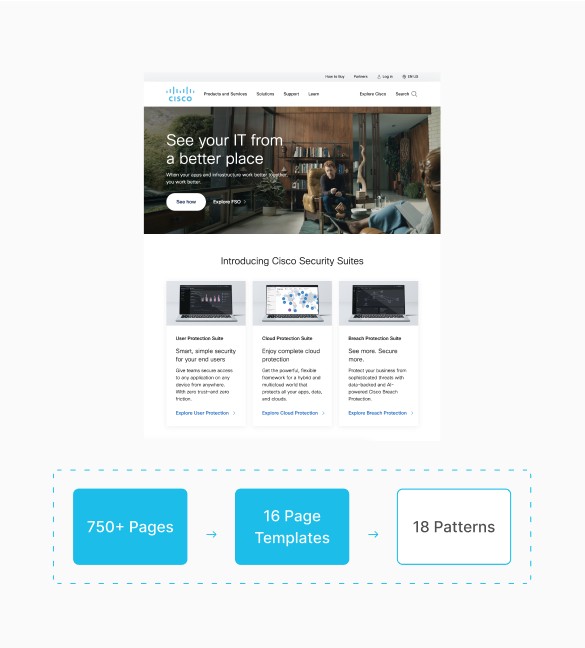 How to buy Partners Log in EN US
CISCO
Products and Services Solutions Support Learn Explore Cisco Search
See your IT from
a better place
When your apps and infrastructure work better together,
you work better.
See how Explore FSO
Introducing Cisco Security Suites
User Protection Suite
Smart, simple security
for your end users
Give teams secure access
to any application on any
device from anywhere.
With zero trust—and zero
friction.
Explore User Protection
Cloud Protection Suite
Enjoy complete cloud
protection
Get the powerful, flexible
framework for a hybrid and
multicloud world that
protects all your apps, data,
and clouds.
Explore Cloud Protection
Breach Protection Suite
See more. Secure
more.
Protect your business from
sophisticated threats with
data-backed and AI-
powered Cisco Breach
Protection.
Explore Breach Protection
750+ Pages
→
16 Page
Templates
→
18 Patterns